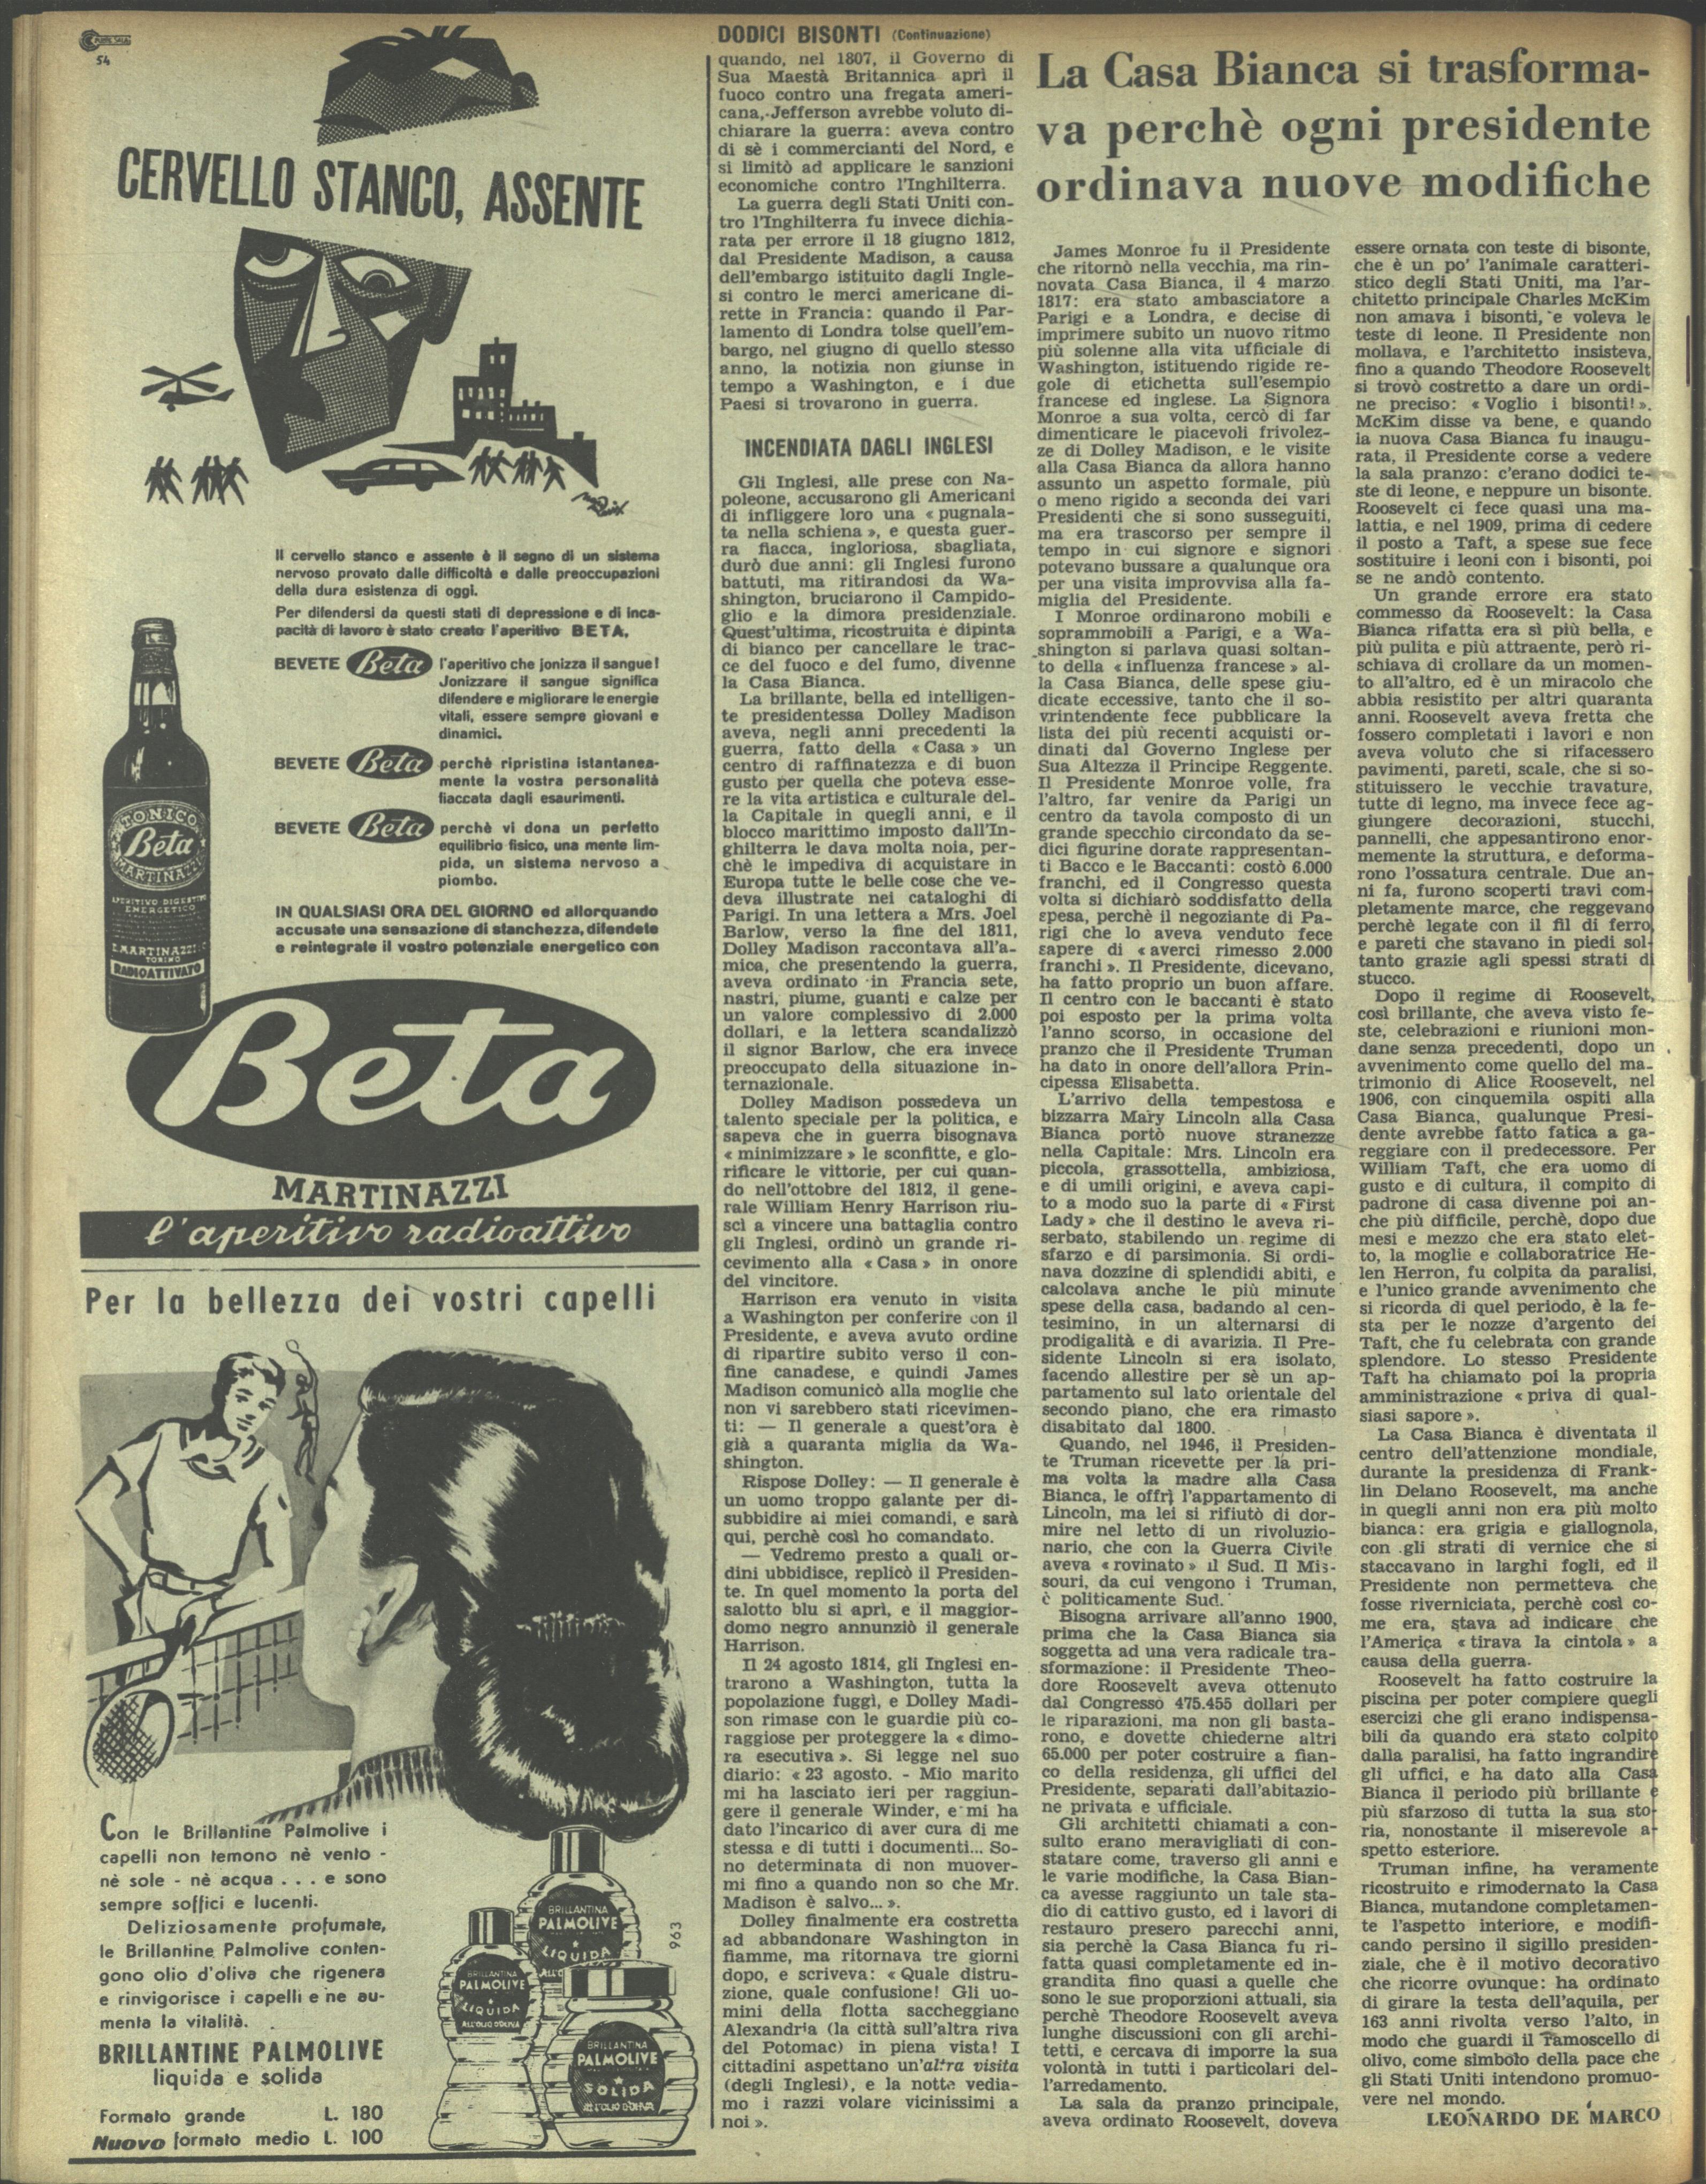 54
CERVELLO STANCO, ASSENTE
Il cervello stanco e assente è il segno di un sistema
nervoso provato dalle difficoltà e dalle preoccupazioni
della dura esistenza di oggi.
Per difendersi da questi stati di depressione e di inca-
pacità di lavoro è stato creato l'aperitivo BETA.
BEVETE Beta l'aperitivo che jonizza il sangue!
Jonizzare il sangue significa
difendere e migliorare le energie
vitali, essere sempre giovani e
dinamici.
BEVETE Beta perchè ripristina istantanea-
mente la vostra personalità
fiaccata dagli esaurimenti.
BEVETE Beta perchè vi dona un perfetto
equilibrio fisico, una mente lim-
pida, un sistema nervoso a
piombo.
IN QUALSIASI ORA DEL GIORNO ed allorquando
accusate una sensazione di stanchezza, difendete
e reintegrate il vostro potenziale energetico con
TONICO
Beta
MARTINAZZI
APERITIVO DIGESTIVO
ENERGETICO
E. MARTINAZZI & C.
TORINO
RADIOATTIVATO
Beta
MARTINAZZI
l'aperitivo radioattivo
Per la bellezza dei vostri capelli
Con le Brillantine Palmolive i
capelli non temono nè vento -
nè sole - nè acqua . . . e sono
sempre soffici e lucenti.
Deliziosamente profumate,
le Brillantine Palmolive conten-
gono olio d'oliva che rigenera
e rinvigorisce i capelli e ne au-
menta la vitalità.
BRILLANTINE PALMOLIVE
liquida e solida
Formato grande L. 180
Nuovo formato medio L. 100
BRILLANTINA
PALMOLIVE
LIQUIDA
BRILLANTINA
PALMOLIVE
LIQUIDA
ALL'OLIO D'OLIVA
BRILLANTINA
PALMOLIVE
SOLIDA
ALL'OLIO D'OLIVA
963
DODICI BISONTI (Continuazione)
quando, nel 1807, il Governo di
Sua Maestà Britannica aprì il
fuoco contro una fregata ameri-
cana, Jefferson avrebbe voluto di-
chiarare la guerra: aveva contro
di sè i commercianti del Nord, e
si limitò ad applicare le sanzioni
economiche contro l'Inghilterra.
La guerra degli Stati Uniti con-
tro l'Inghilterra fu invece dichia-
rata per errore il 18 giugno 1812,
dal Presidente Madison, a causa
dell'embargo istituito dagli Ingle-
si contro le merci americane di-
rette in Francia: quando il Par-
lamento di Londra tolse quell'em-
bargo, nel giugno di quello stesso
anno, la notizia non giunse in
tempo a Washington, e i due
Paesi si trovarono in guerra.
INCENDIATA DAGLI INGLESI
Gli Inglesi, alle prese con Na-
poleone, accusarono gli Americani
di infliggere loro una « pugnala-
ta nella schiena », e questa guer-
ra fiacca, ingloriosa, sbagliata,
durò due anni: gli Inglesi furono
battuti, ma ritirandosi da Wa-
shington, bruciarono il Campido-
glio e la dimora presidenziale.
Quest'ultima, ricostruita e dipinta
di bianco per cancellare le trac-
ce del fuoco e del fumo, divenne
la Casa Bianca.
La brillante, bella ed intelligen-
te presidentessa Dolley Madison
aveva, negli anni precedenti la
guerra, fatto della « Casa » un
centro di raffinatezza e di buon
gusto per quella che poteva esse-
re la vita artistica e culturale del-
la Capitale in quegli anni, e il
blocco marittimo imposto dall'In-
ghilterra le dava molta noia, per-
chè le impediva di acquistare in
Europa tutte le belle cose che ve-
deva illustrate nei cataloghi di
Parigi. In una lettera a Mrs. Joel
Barlow, verso la fine del 1811,
Dolley Madison raccontava all'a-
mica, che presentendo la guerra,
aveva ordinato in Francia sete,
nastri, piume, guanti e calze per
un valore complessivo di 2.000
dollari, e la lettera scandalizzò
il signor Barlow, che era invece
preoccupato della situazione in-
ternazionale.
Dolley Madison possedeva un
talento speciale per la politica, e
sapeva che in guerra bisognava
« minimizzare » le sconfitte, e glo-
rificare le vittorie, per cui quan-
do nell'ottobre del 1812, il gene-
rale William Henry Harrison riu-
scì a vincere una battaglia contro
gli Inglesi, ordinò un grande ri-
cevimento alla « Casa » in onore
del vincitore.
Harrison era venuto in visita
a Washington per conferire con il
Presidente, e aveva avuto ordine
di ripartire subito verso il con-
fine canadese, e quindi James
Madison comunicò alla moglie che
non vi sarebbero stati ricevimen-
ti: — Il generale a quest'ora è
già a quaranta miglia da Wa-
shington.
Rispose Dolley: — Il generale è
un uomo troppo galante per di-
subbidire ai miei comandi, e sarà
qui, perchè così ho comandato.
— Vedremo presto a quali or-
dini ubbidisce, replicò il Presiden-
te. In quel momento la porta del
salotto blu si aprì, e il maggior-
domo negro annunziò il generale
Harrison.
Il 24 agosto 1814, gli Inglesi en-
trarono a Washington, tutta la
popolazione fuggì, e Dolley Madi-
son rimase con le guardie più co-
raggiose per proteggere la « dimo-
ra esecutiva ». Si legge nel suo
diario: « 23 agosto. - Mio marito
mi ha lasciato ieri per raggiun-
gere il generale Winder, e mi ha
dato l'incarico di aver cura di me
stessa e di tutti i documenti... So-
no determinata di non muover-
mi fino a quando non so che Mr.
Madison è salvo... ».
Dolley finalmente era costretta
ad abbandonare Washington in
fiamme, ma ritornava tre giorni
dopo, e scriveva: « Quale distru-
zione, quale confusione! Gli uo-
mini della flotta saccheggiano
Alexandria (la città sull'altra riva
del Potomac) in piena vista! I
cittadini aspettano un'altra visita
(degli Inglesi), e la notte vedia-
mo i razzi volare vicinissimi a
noi ».
La Casa Bianca si trasforma-
va perchè ogni presidente
ordinava nuove modifiche
James Monroe fu il Presidente
che ritornò nella vecchia, ma rin-
novata Casa Bianca, il 4 marzo
1817: era stato ambasciatore a
Parigi e a Londra, e decise di
imprimere subito un nuovo ritmo
più solenne alla vita ufficiale di
Washington, istituendo rigide re-
gole di etichetta sull'esempio
francese ed inglese. La Signora
Monroe a sua volta, cercò di far
dimenticare le piacevoli frivolez-
ze di Dolley Madison, e le visite
alla Casa Bianca da allora hanno
assunto un aspetto formale, più
o meno rigido a seconda dei vari
Presidenti che si sono susseguiti,
ma era trascorso per sempre il
tempo in cui signore e signori
potevano bussare a qualunque ora
per una visita improvvisa alla fa-
miglia del Presidente.
I Monroe ordinarono mobili e
soprammobili a Parigi, e a Wa-
shington si parlava quasi soltan-
to della « influenza francese » al-
la Casa Bianca, delle spese giu-
dicate eccessive, tanto che il so-
vrintendente fece pubblicare la
lista dei più recenti acquisti or-
dinati dal Governo Inglese per
Sua Altezza il Principe Reggente.
Il Presidente Monroe volle, fra
l'altro, far venire da Parigi un
centro da tavola composto di un
grande specchio circondato da se-
dici figurine dorate rappresentan-
ti Bacco e le Baccanti: costò 6.000
franchi, ed il Congresso questa
volta si dichiarò soddisfatto della
spesa, perchè il negoziante di Pa-
rigi che lo aveva venduto fece
sapere di « averci rimesso 2.000
franchi ». Il Presidente, dicevano,
ha fatto proprio un buon affare.
Il centro con le baccanti è stato
poi esposto per la prima volta
l'anno scorso, in occasione del
pranzo che il Presidente Truman
ha dato in onore dell'allora Prin-
cipessa Elisabetta.
L'arrivo della tempestosa e
bizzarra Mary Lincoln alla Casa
Bianca portò nuove stranezze
nella Capitale: Mrs. Lincoln era
piccola, grassottella, ambiziosa,
e di umili origini, e aveva capi-
to a modo suo la parte di « First
Lady » che il destino le aveva ri-
serbato, stabilendo un regime di
sfarzo e di parsimonia. Si ordi-
nava dozzine di splendidi abiti, e
calcolava anche le più minute
spese della casa, badando al cen-
tesimino, in un alternarsi di
prodigalità e di avarizia. Il Pre-
sidente Lincoln si era isolato,
facendo allestire per sè un ap-
partamento sul lato orientale del
secondo piano, che era rimasto
disabitato dal 1800.
Quando, nel 1946, il Presiden-
te Truman ricevette per la pri-
ma volta la madre alla Casa
Bianca, le offrì l'appartamento di
Lincoln, ma lei si rifiutò di dor-
mire nel letto di un rivoluzio-
nario, che con la Guerra Civile
aveva « rovinato » il Sud. Il Mis-
souri, da cui vengono i Truman,
è politicamente Sud.
Bisogna arrivare all'anno 1900,
prima che la Casa Bianca sia
soggetta ad una vera radicale tra-
sformazione: il Presidente Theo-
dore Roosevelt aveva ottenuto
dal Congresso 475.455 dollari per
le riparazioni, ma non gli basta-
rono, e dovette chiederne altri
65.000 per poter costruire a fian-
co della residenza, gli uffici del
Presidente, separati dall'abitazio-
ne privata e ufficiale.
Gli architetti chiamati a con-
sulto erano meravigliati di con-
statare come, traverso gli anni e
le varie modifiche, la Casa Bian-
ca avesse raggiunto un tale sta-
dio di cattivo gusto, ed i lavori di
restauro presero parecchi anni,
sia perchè la Casa Bianca fu ri-
fatta quasi completamente ed in-
grandita fino quasi a quelle che
sono le sue proporzioni attuali, sia
perchè Theodore Roosevelt aveva
lunghe discussioni con gli archi-
tetti, e cercava di imporre la sua
volontà in tutti i particolari del-
l'arredamento.
La sala da pranzo principale,
aveva ordinato Roosevelt, doveva
essere ornata con teste di bisonte,
che è un po' l'animale caratteri-
stico degli Stati Uniti, ma l'ar-
chitetto principale Charles McKim
non amava i bisonti, e voleva le
teste di leone. Il Presidente non
mollava, e l'architetto insisteva,
fino a quando Theodore Roosevelt
si trovò costretto a dare un ordi-
ne preciso: « Voglio i bisonti! ».
McKim disse va bene, e quando
la nuova Casa Bianca fu inaugu-
rata, il Presidente corse a vedere
la sala pranzo: c'erano dodici te-
ste di leone, e neppure un bisonte.
Roosevelt ci fece quasi una ma-
lattia, e nel 1909, prima di cedere
il posto a Taft, a spese sue fece
sostituire i leoni con i bisonti, poi
se ne andò contento.
Un grande errore era stato
commesso da Roosevelt: la Casa
Bianca rifatta era sì più bella, e
più pulita e più attraente, però ri-
schiava di crollare da un momen-
to all'altro, ed è un miracolo che
abbia resistito per altri quaranta
anni. Roosevelt aveva fretta che
fossero completati i lavori e non
aveva voluto che si rifacessero
pavimenti, pareti, scale, che si so-
stituissero le vecchie travature,
tutte di legno, ma invece fece ag-
giungere decorazioni, stucchi,
pannelli, che appesantirono enor-
memente la struttura, e deforma-
rono l'ossatura centrale. Due an-
ni fa, furono scoperti travi com-
pletamente marce, che reggevano
perchè legate con il fil di ferro,
e pareti che stavano in piedi sol-
tanto grazie agli spessi strati di
stucco.
Dopo il regime di Roosevelt,
così brillante, che aveva visto fe-
ste, celebrazioni e riunioni mon-
dane senza precedenti, dopo un
avvenimento come quello del ma-
trimonio di Alice Roosevelt, nel
1906, con cinquemila ospiti alla
Casa Bianca, qualunque Presi-
dente avrebbe fatto fatica a ga-
reggiare con il predecessore. Per
William Taft, che era uomo di
gusto e di cultura, il compito di
padrone di casa divenne poi an-
che più difficile, perchè, dopo due
mesi e mezzo che era stato elet-
to, la moglie e collaboratrice He-
len Herron, fu colpita da paralisi,
e l'unico grande avvenimento che
si ricorda di quel periodo, è la fe-
sta per le nozze d'argento dei
Taft, che fu celebrata con grande
splendore. Lo stesso Presidente
Taft ha chiamato poi la propria
amministrazione « priva di qual-
siasi sapore ».
La Casa Bianca è diventata il
centro dell'attenzione mondiale,
durante la presidenza di Frank-
lin Delano Roosevelt, ma anche
in quegli anni non era più molto
bianca: era grigia e giallognola,
con gli strati di vernice che si
staccavano in larghi fogli, ed il
Presidente non permetteva che
fosse riverniciata, perchè così co-
me era, stava ad indicare che
l'America « tirava la cintola » a
causa della guerra.
Roosevelt ha fatto costruire la
piscina per poter compiere quegli
esercizi che gli erano indispensa-
bili da quando era stato colpito
dalla paralisi, ha fatto ingrandire
gli uffici, e ha dato alla Casa
Bianca il periodo più brillante e
più sfarzoso di tutta la sua sto-
ria, nonostante il miserevole a-
spetto esteriore.
Truman infine, ha veramente
ricostruito e rimodernato la Casa
Bianca, mutandone completamen-
te l'aspetto interiore, e modifi-
cando persino il sigillo presiden-
ziale, che è il motivo decorativo
che ricorre ovunque: ha ordinato
di girare la testa dell'aquila, per
163 anni rivolta verso l'alto, in
modo che guardi il ramoscello di
olivo, come simbolo della pace che
gli Stati Uniti intendono promuo-
vere nel mondo.
LEONARDO DE MARCO